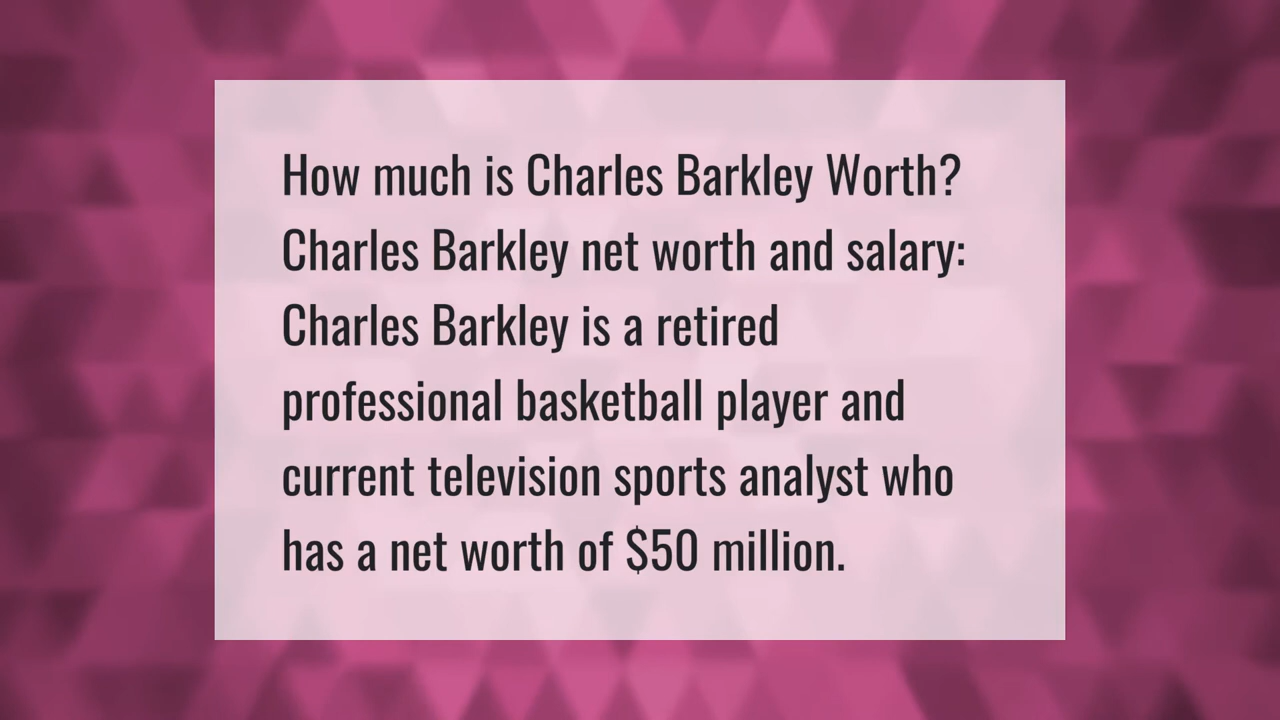 How much is Charles Barkley Worth?
Charles Barkley net worth and salary:
Charles Barkley is a retired
professional basketball player and
current television sports analyst who
has a net worth of $50 million.